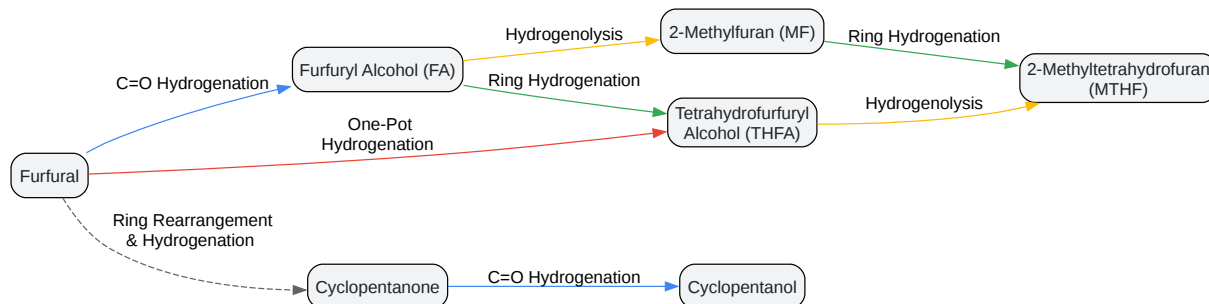 2-Methylfuran (MF)
Hydrogenolysis
Ring Hydrogenation
Furfuryl Alcohol (FA)
2-Methyltetrahydrofuran
(MTHF)
C=O Hydrogenation
Ring Hydrogenation
Hydrogenolysis
Tetrahydrofurfuryl
Alcohol (THFA)
One-Pot
Hydrogenation
Furfural
Ring Rearrangement
& Hydrogenation
Cyclopentanone
C=O Hydrogenation
Cyclopentanol